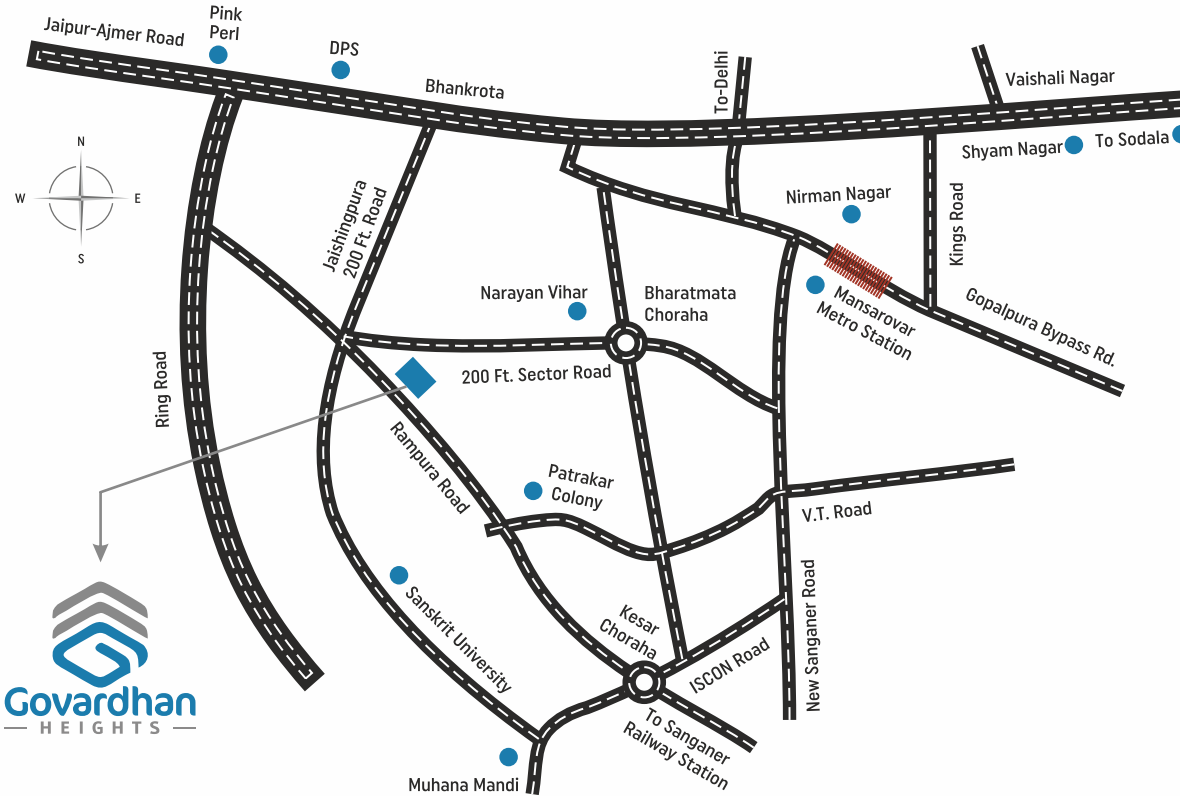 Jaipur-Ajmer Road
Pink
Perl
DPS
Bhankrota
To-Delhi
Vaishali Nagar
Shyam Nagar
To Sodala
N
W
E
S
Jaishingpura
200 Ft. Road
Nirman Nagar
Kings Road
Narayan Vihar
Bharatmata
Choraha
Mansarovar
Metro Station
Gopalpura Bypass Rd.
Ring Road
200 Ft. Sector Road
Rampura Road
Patrakar
Colony
V.T. Road
Sanskrit University
Kesar
Choraha
ISCON Road
New Sanganer Road
To Sanganer
Railway Station
Muhana Mandi
Govardhan
HEIGHTS